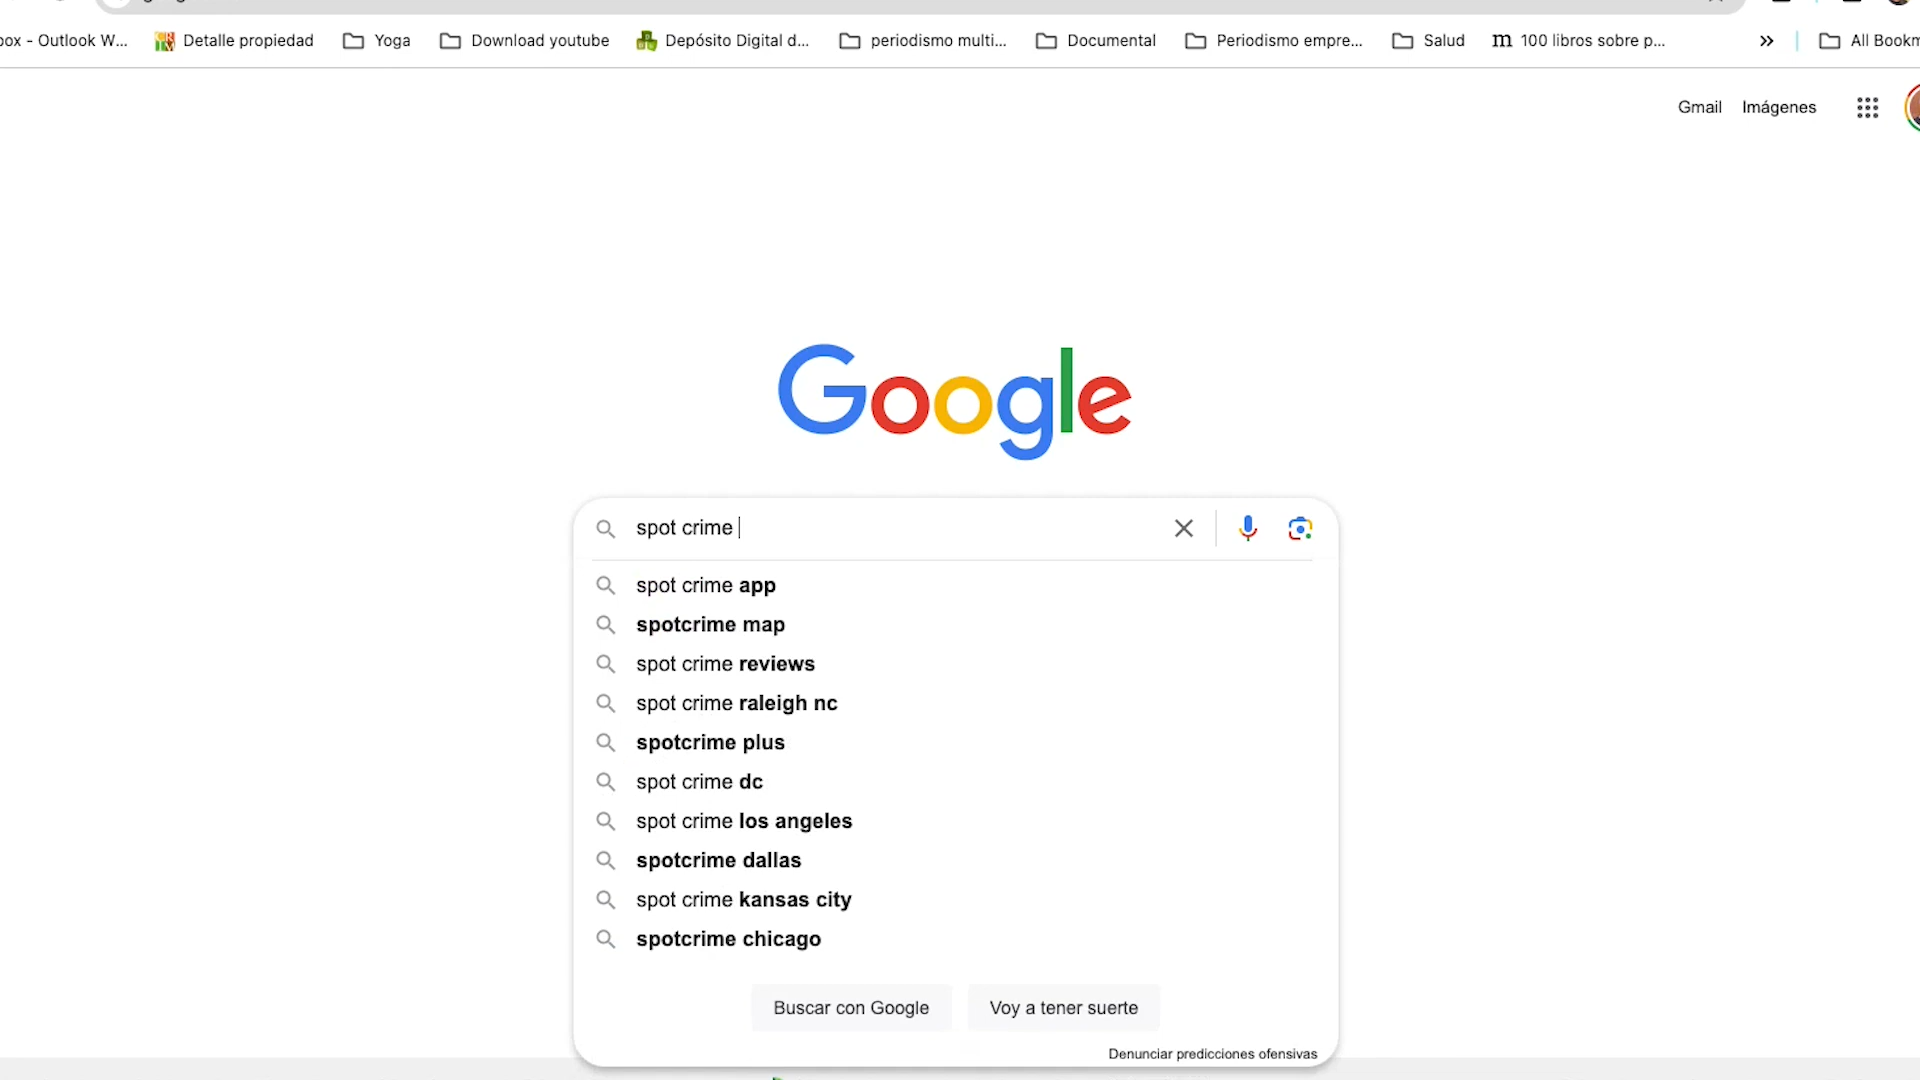 box - Outlook W...
Detalle propiedad
Yoga
Download youtube
Depósito Digital d...
periodismo multi...
Documental
Periodismo empre...
Salud
m 100 libros sobre p...
»
All Bookm
Gmail
Imágenes
Google
spot crime
spot crime app
spotcrime map
spot crime reviews
spot crime raleigh nc
spotcrime plus
spot crime dc
spot crime los angeles
spotcrime dallas
spot crime kansas city
spotcrime chicago
Buscar con Google
Voy a tener suerte
Denunciar predicciones ofensivas